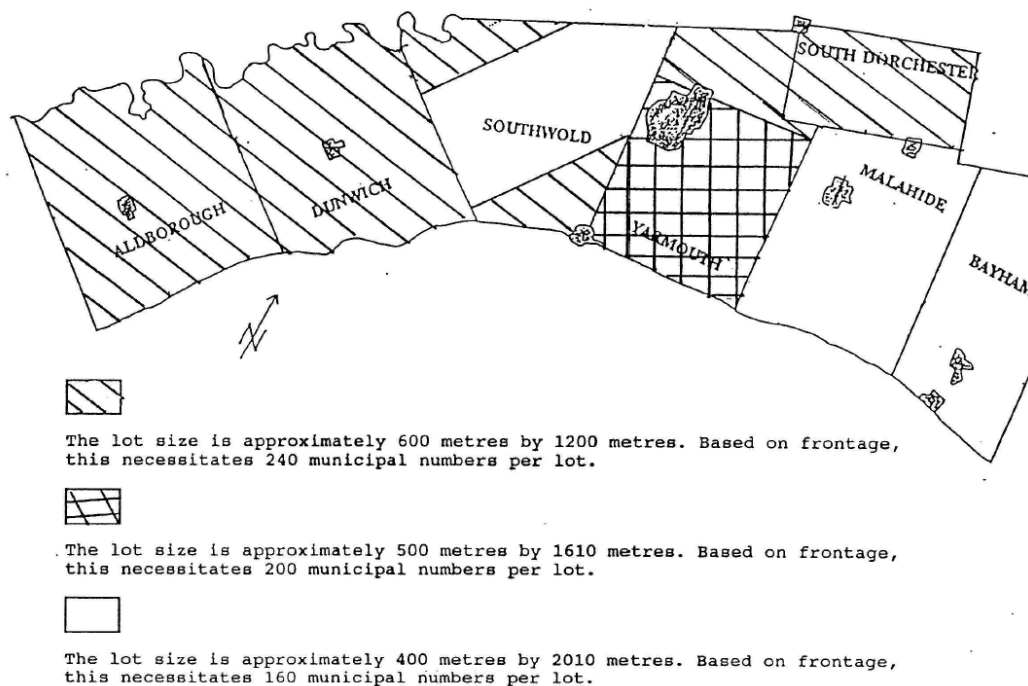 SOUTH DORCHESTER
SOUTHWOLD
MALAHIDE
DUNWICH
ALDBOROUGH
YARMOUTH
BAYHAM
N
The lot size is approximately 600 metres by 1200 metres. Based on frontage,
this necessitates 240 municipal numbers per lot.
The lot size is approximately 500 metres by 1610 metres. Based on frontage,
this necessitates 200 municipal numbers per lot.
The lot size is approximately 400 metres by 2010 metres. Based on frontage,
this necessitates 160 municipal numbers per lot.